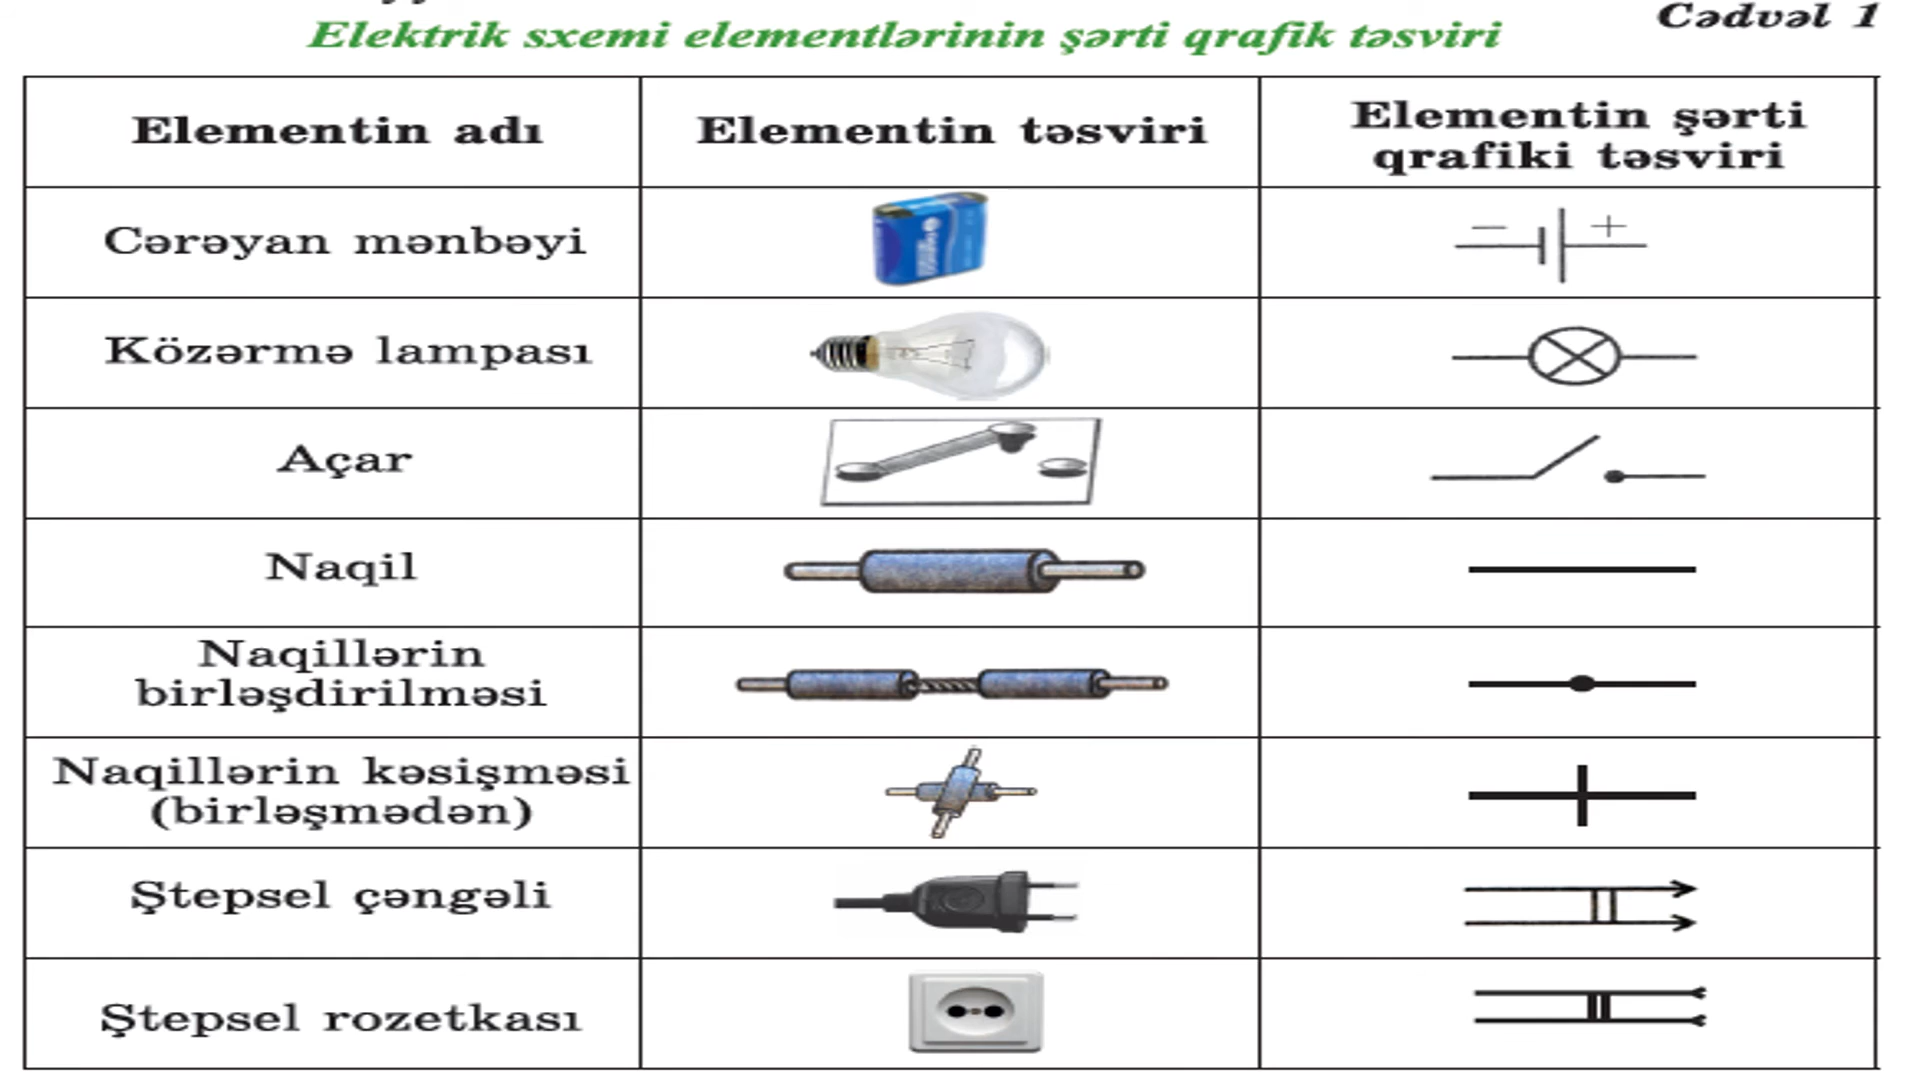 Cədvəl 1
Elektrik sxemi elementlərinin şərti qrafik təsviri
Elementin adı
Elementin təsviri
Elementin şərti
qrafiki təsviri
Cərəyan mənbəyi
− +
Közərmə lampası
Açar
Naqil
Naqillərin
birləşdirilməsi
Naqillərin kəsişməsi
(birləşmədən)
Ştepsel çəngəli
Ştepsel rozetkası